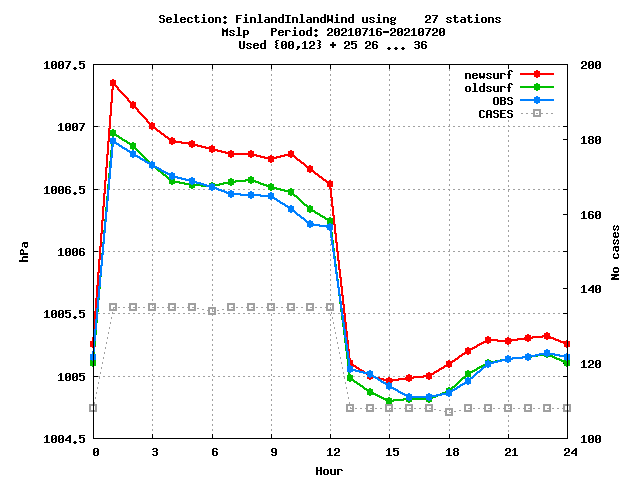 Selection: FinlandInlandWind using    27 stations
Mslp   Period: 20210716-20210720
Used {00,12} + 25 26 ... 36
1007.5
1007
1006.5
1006
1005.5
1005
1004.5
hPa
newsurf
oldsurf
OBS
CASES
200
180
160
140
120
100
No cases
0 3 6 9 12 15 18 21 24
Hour